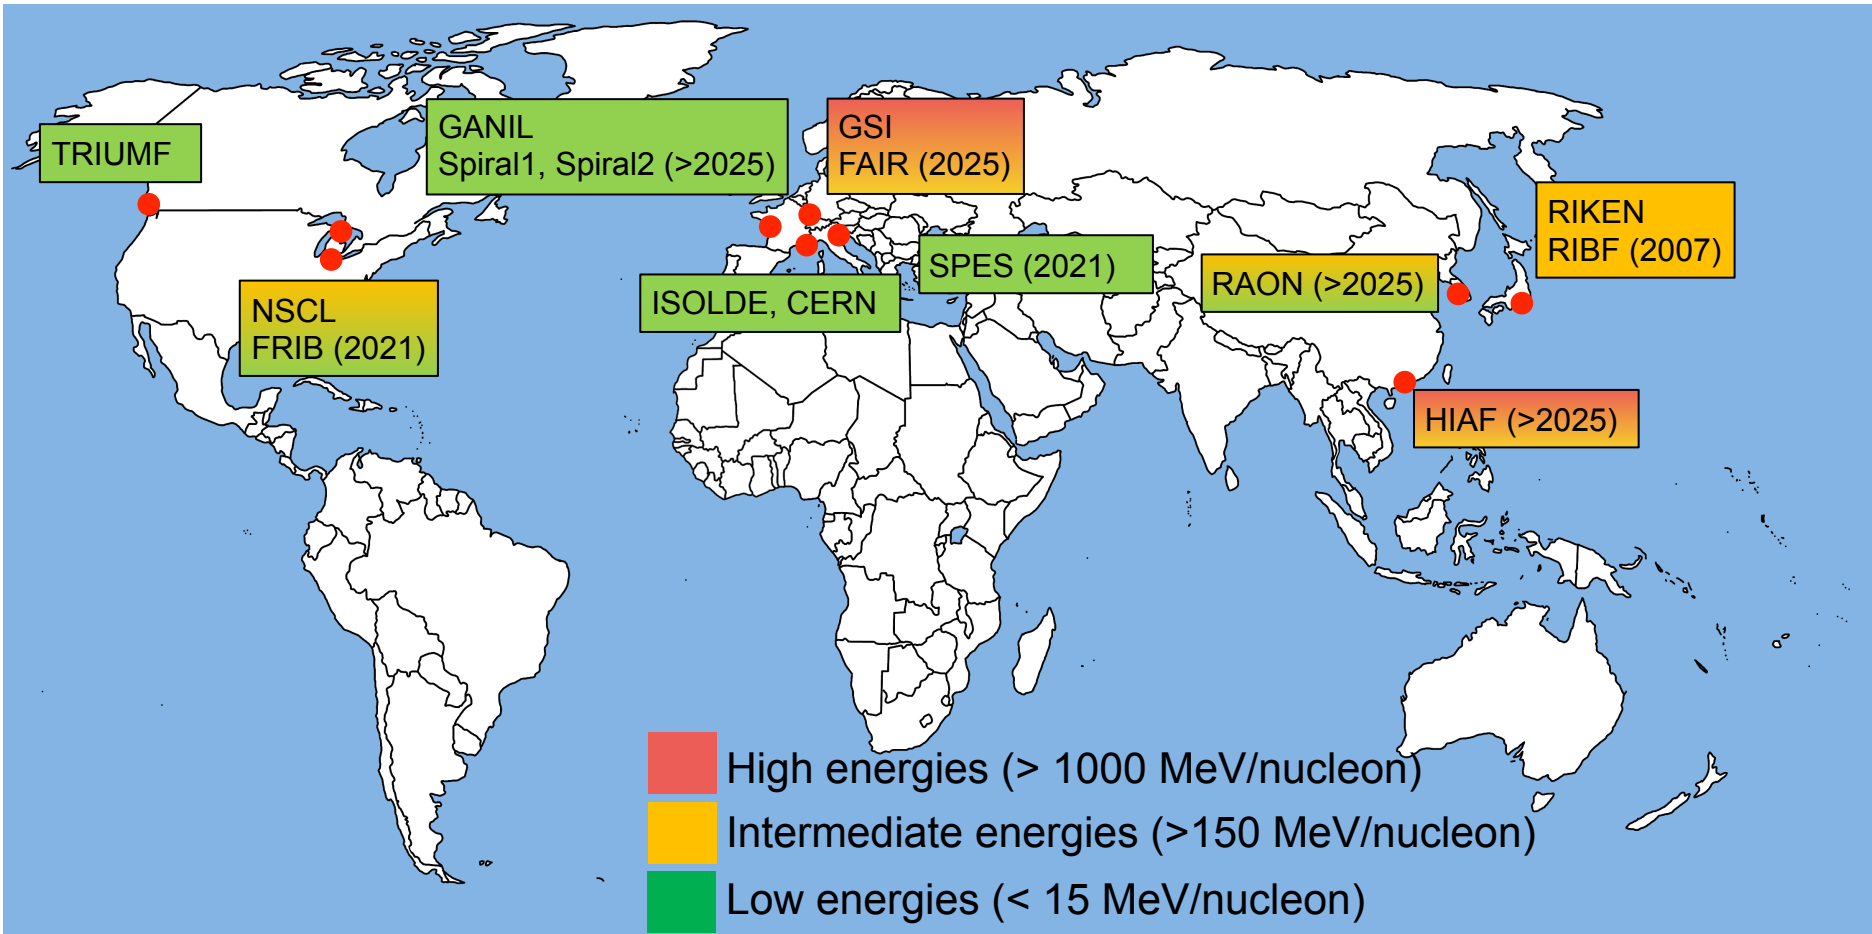 TRIUMF
GANIL
Spiral1, Spiral2 (>2025)
GSI
FAIR (2025)
RIKEN
RIBF (2007)
SPES (2021)
RAON (>2025)
ISOLDE, CERN
NSCL
FRIB (2021)
HIAF (>2025)
High energies (> 1000 MeV/nucleon)
Intermediate energies (>150 MeV/nucleon)
Low energies (< 15 MeV/nucleon)